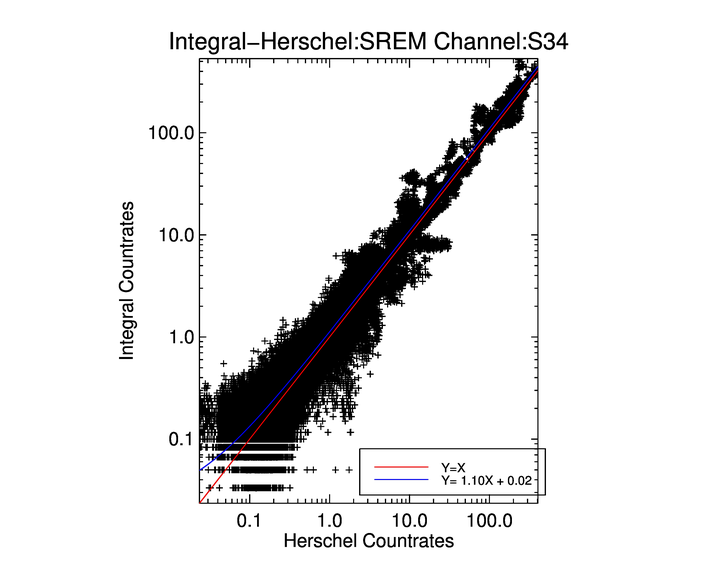 Integral-Herschel:SREM Channel:S34
100.0
10.0
1.0
0.1
Integral Countrates
Y=X
Y= 1.10X + 0.02
0.1 1.0 10.0 100.0
Herschel Countrates